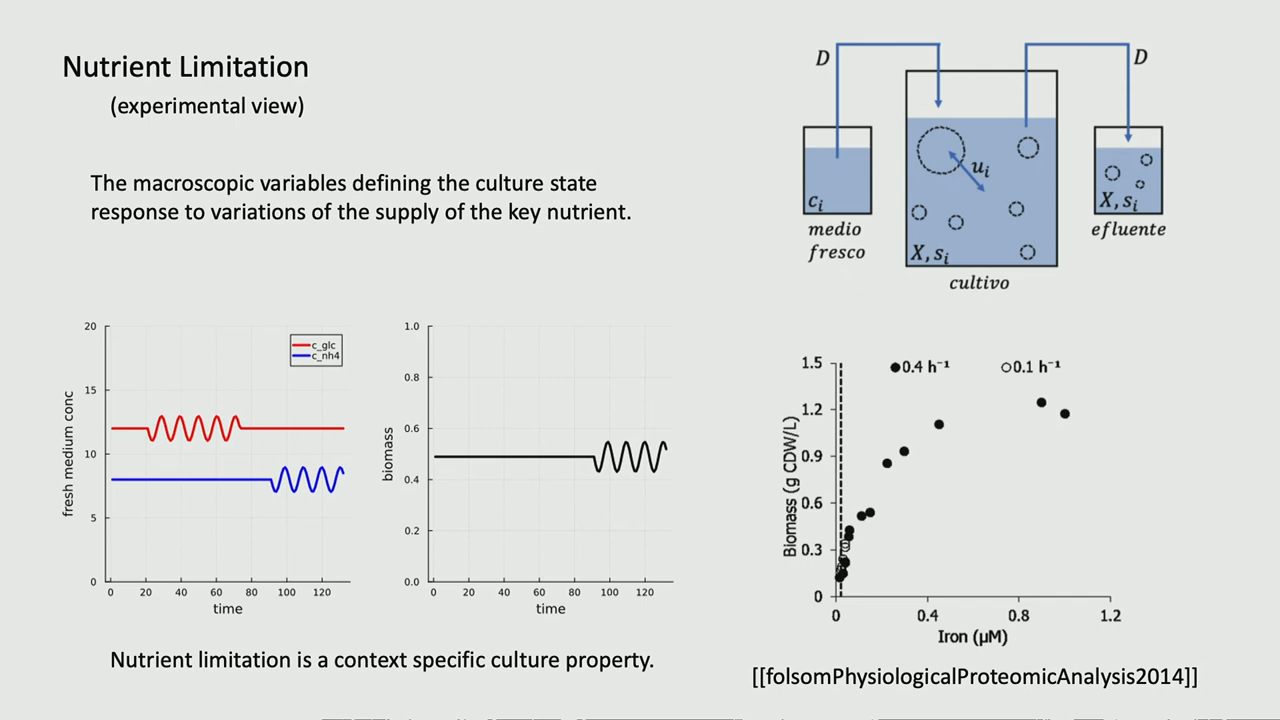 Nutrient Limitation
(experimental view)
The macroscopic variables defining the culture state
response to variations of the supply of the key nutrient.
D
D
u_i
c_i
X, s_i
X, s_i
medio
fresco
cultivo
efluente
20
15
10
5
0
fresh medium conc
c_glc
c_nh4
0 20 40 60 80 100 120
time
1.0
0.8
0.6
0.4
0.2
0.0
biomass
0 20 40 60 80 100 120
time
1.5
1.2
0.9
0.6
0.3
0
Biomass (g CDW/L)
0.4 h⁻¹
0.1 h⁻¹
0 0.4 0.8 1.2
Iron (µM)
Nutrient limitation is a context specific culture property.
[[folsomPhysiologicalProteomicAnalysis2014]]